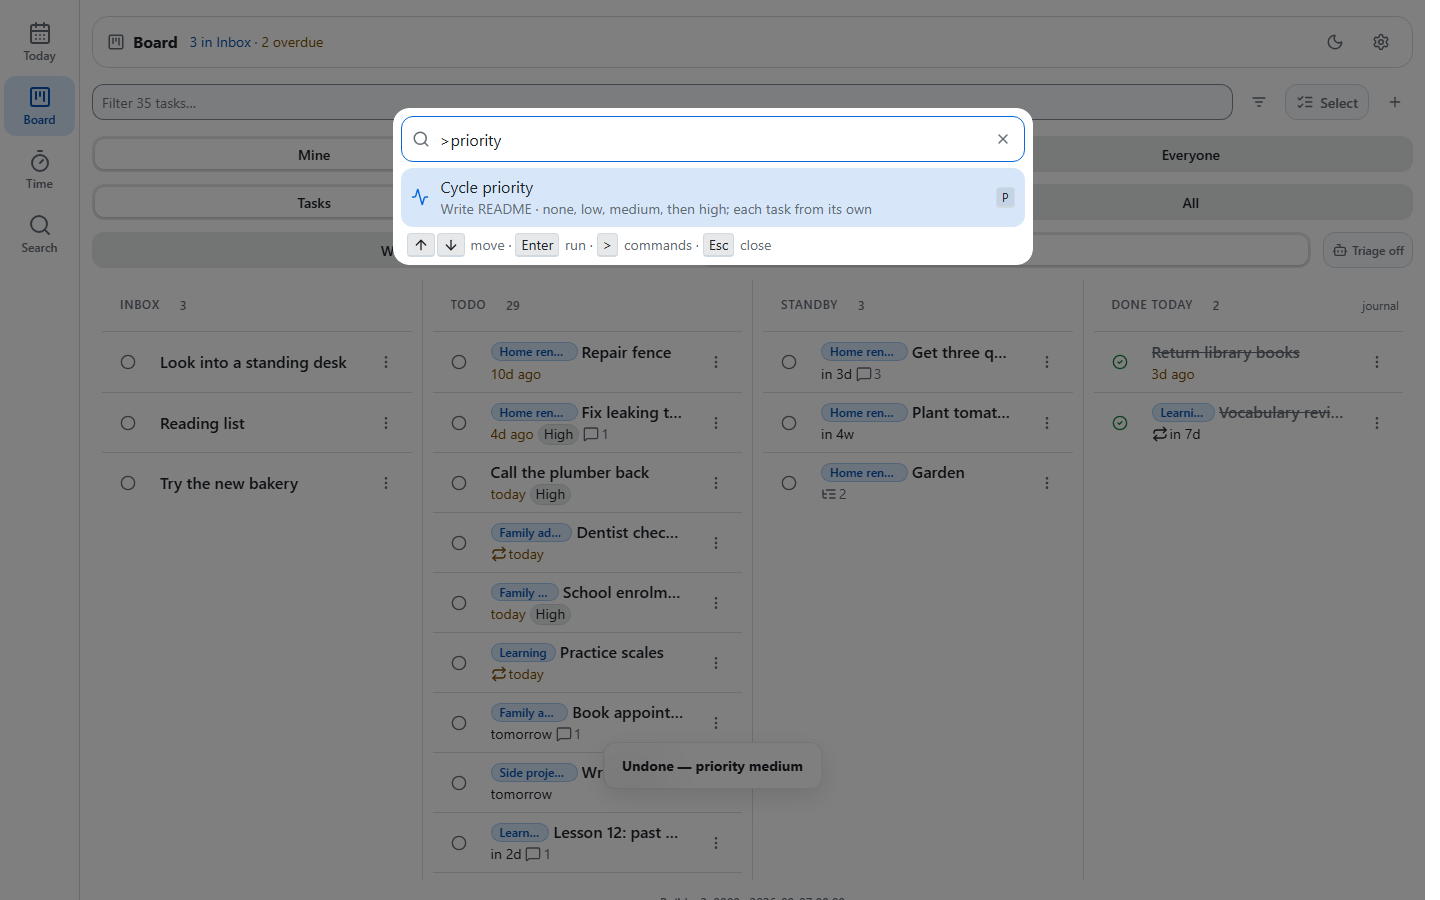 Today
Board
Time
Search
Board 3 in Inbox · 2 overdue
Filter 35 tasks...
Select
Mine
Everyone
Tasks
All
Triage off
>priority
Cycle priority
P
Write README · none, low, medium, then high; each task from its own
↑ ↓ move · Enter run · > commands · Esc close
INBOX 3
Look into a standing desk
Reading list
Try the new bakery
TODO 29
Home ren... Repair fence
10d ago
Home ren... Fix leaking t...
4d ago High 1
Call the plumber back
today High
Family ad... Dentist chec...
today
Family ... School enrolm...
today High
Learning Practice scales
today
Family a... Book appoint...
tomorrow 1
Side proje... Wr
tomorrow
Learn... Lesson 12: past ...
in 2d 1
STANDBY 3
Home ren... Get three q...
in 3d 3
Home ren... Plant tomat...
in 4w
Home ren... Garden
2
DONE TODAY 2 journal
Return library books
3d ago
Learni... Vocabulary revi...
in 7d
Undone — priority medium